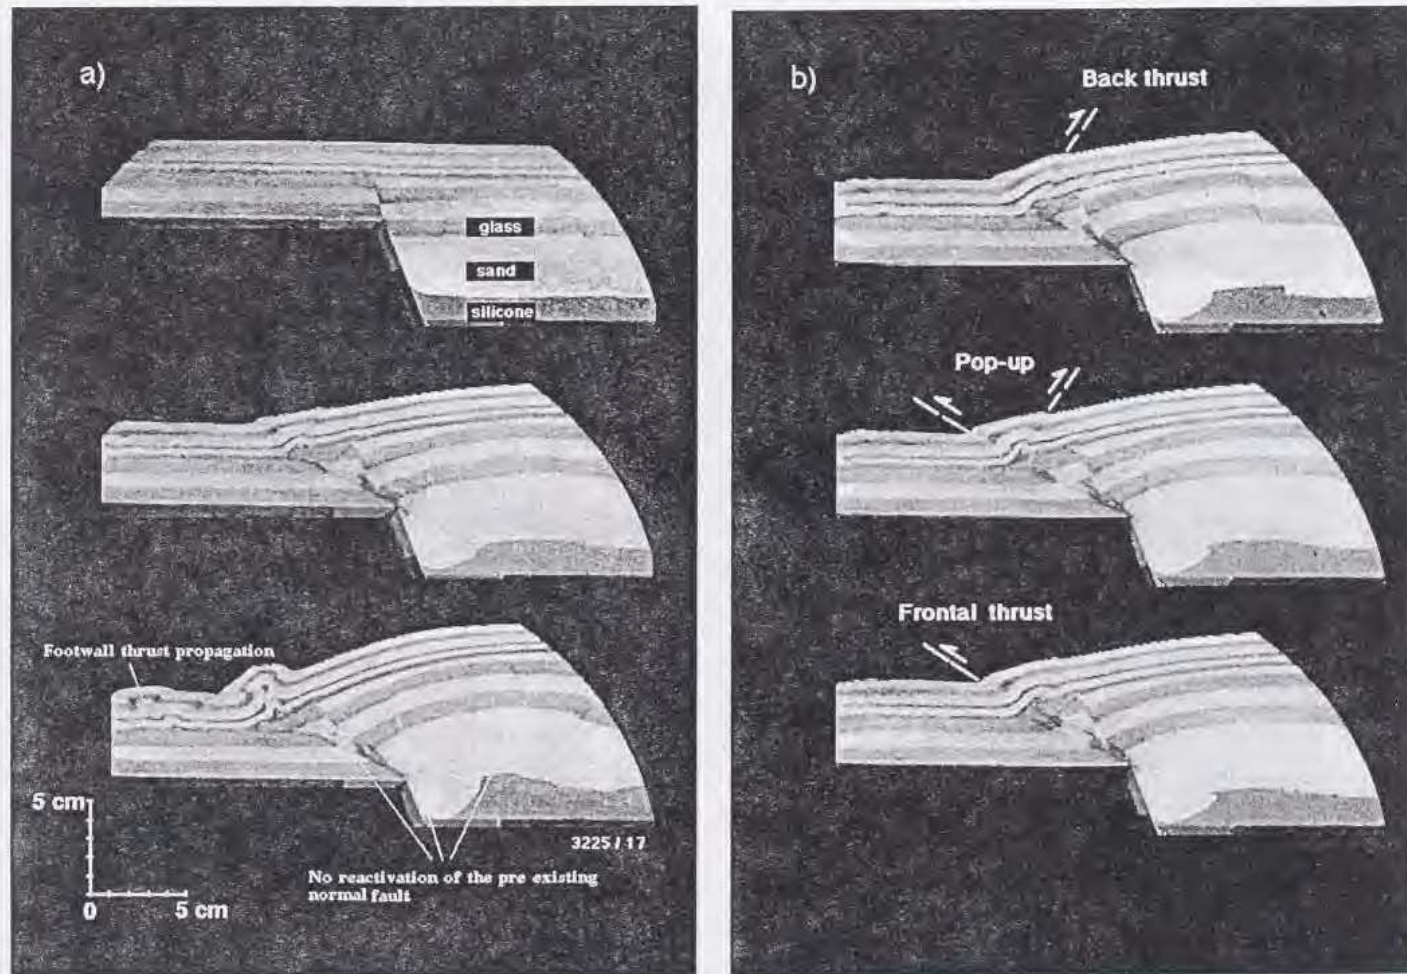 a)
glass
sand
silicone
Footwall thrust propagation
5 cm
0
5 cm
3225 / 17
No reactivation of the pre existing
normal fault
b)
Back thrust
Pop-up
Frontal thrust